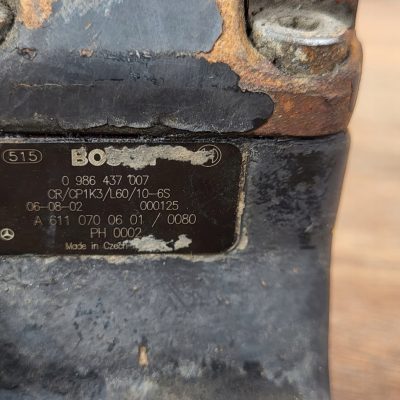 515 BOSCH
0 986 437 007
CR/CP1K3/L60/10-6S
06-08-02 000125
A 611 070 06 01 / 0080
PH 0002
Made in Czech